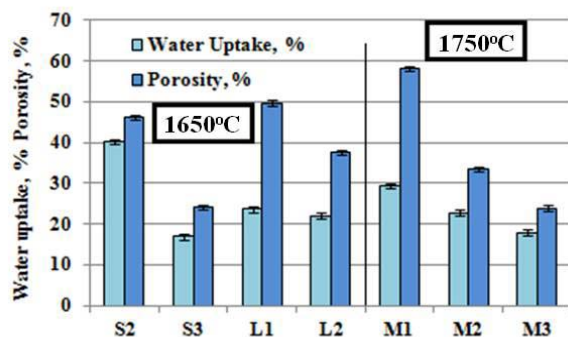 70
60
50
40
30
20
10
0
Water uptake, % Porosity, %
Water Uptake, %
Porosity, %
1650°C
1750°C
S2 S3 L1 L2 M1 M2 M3